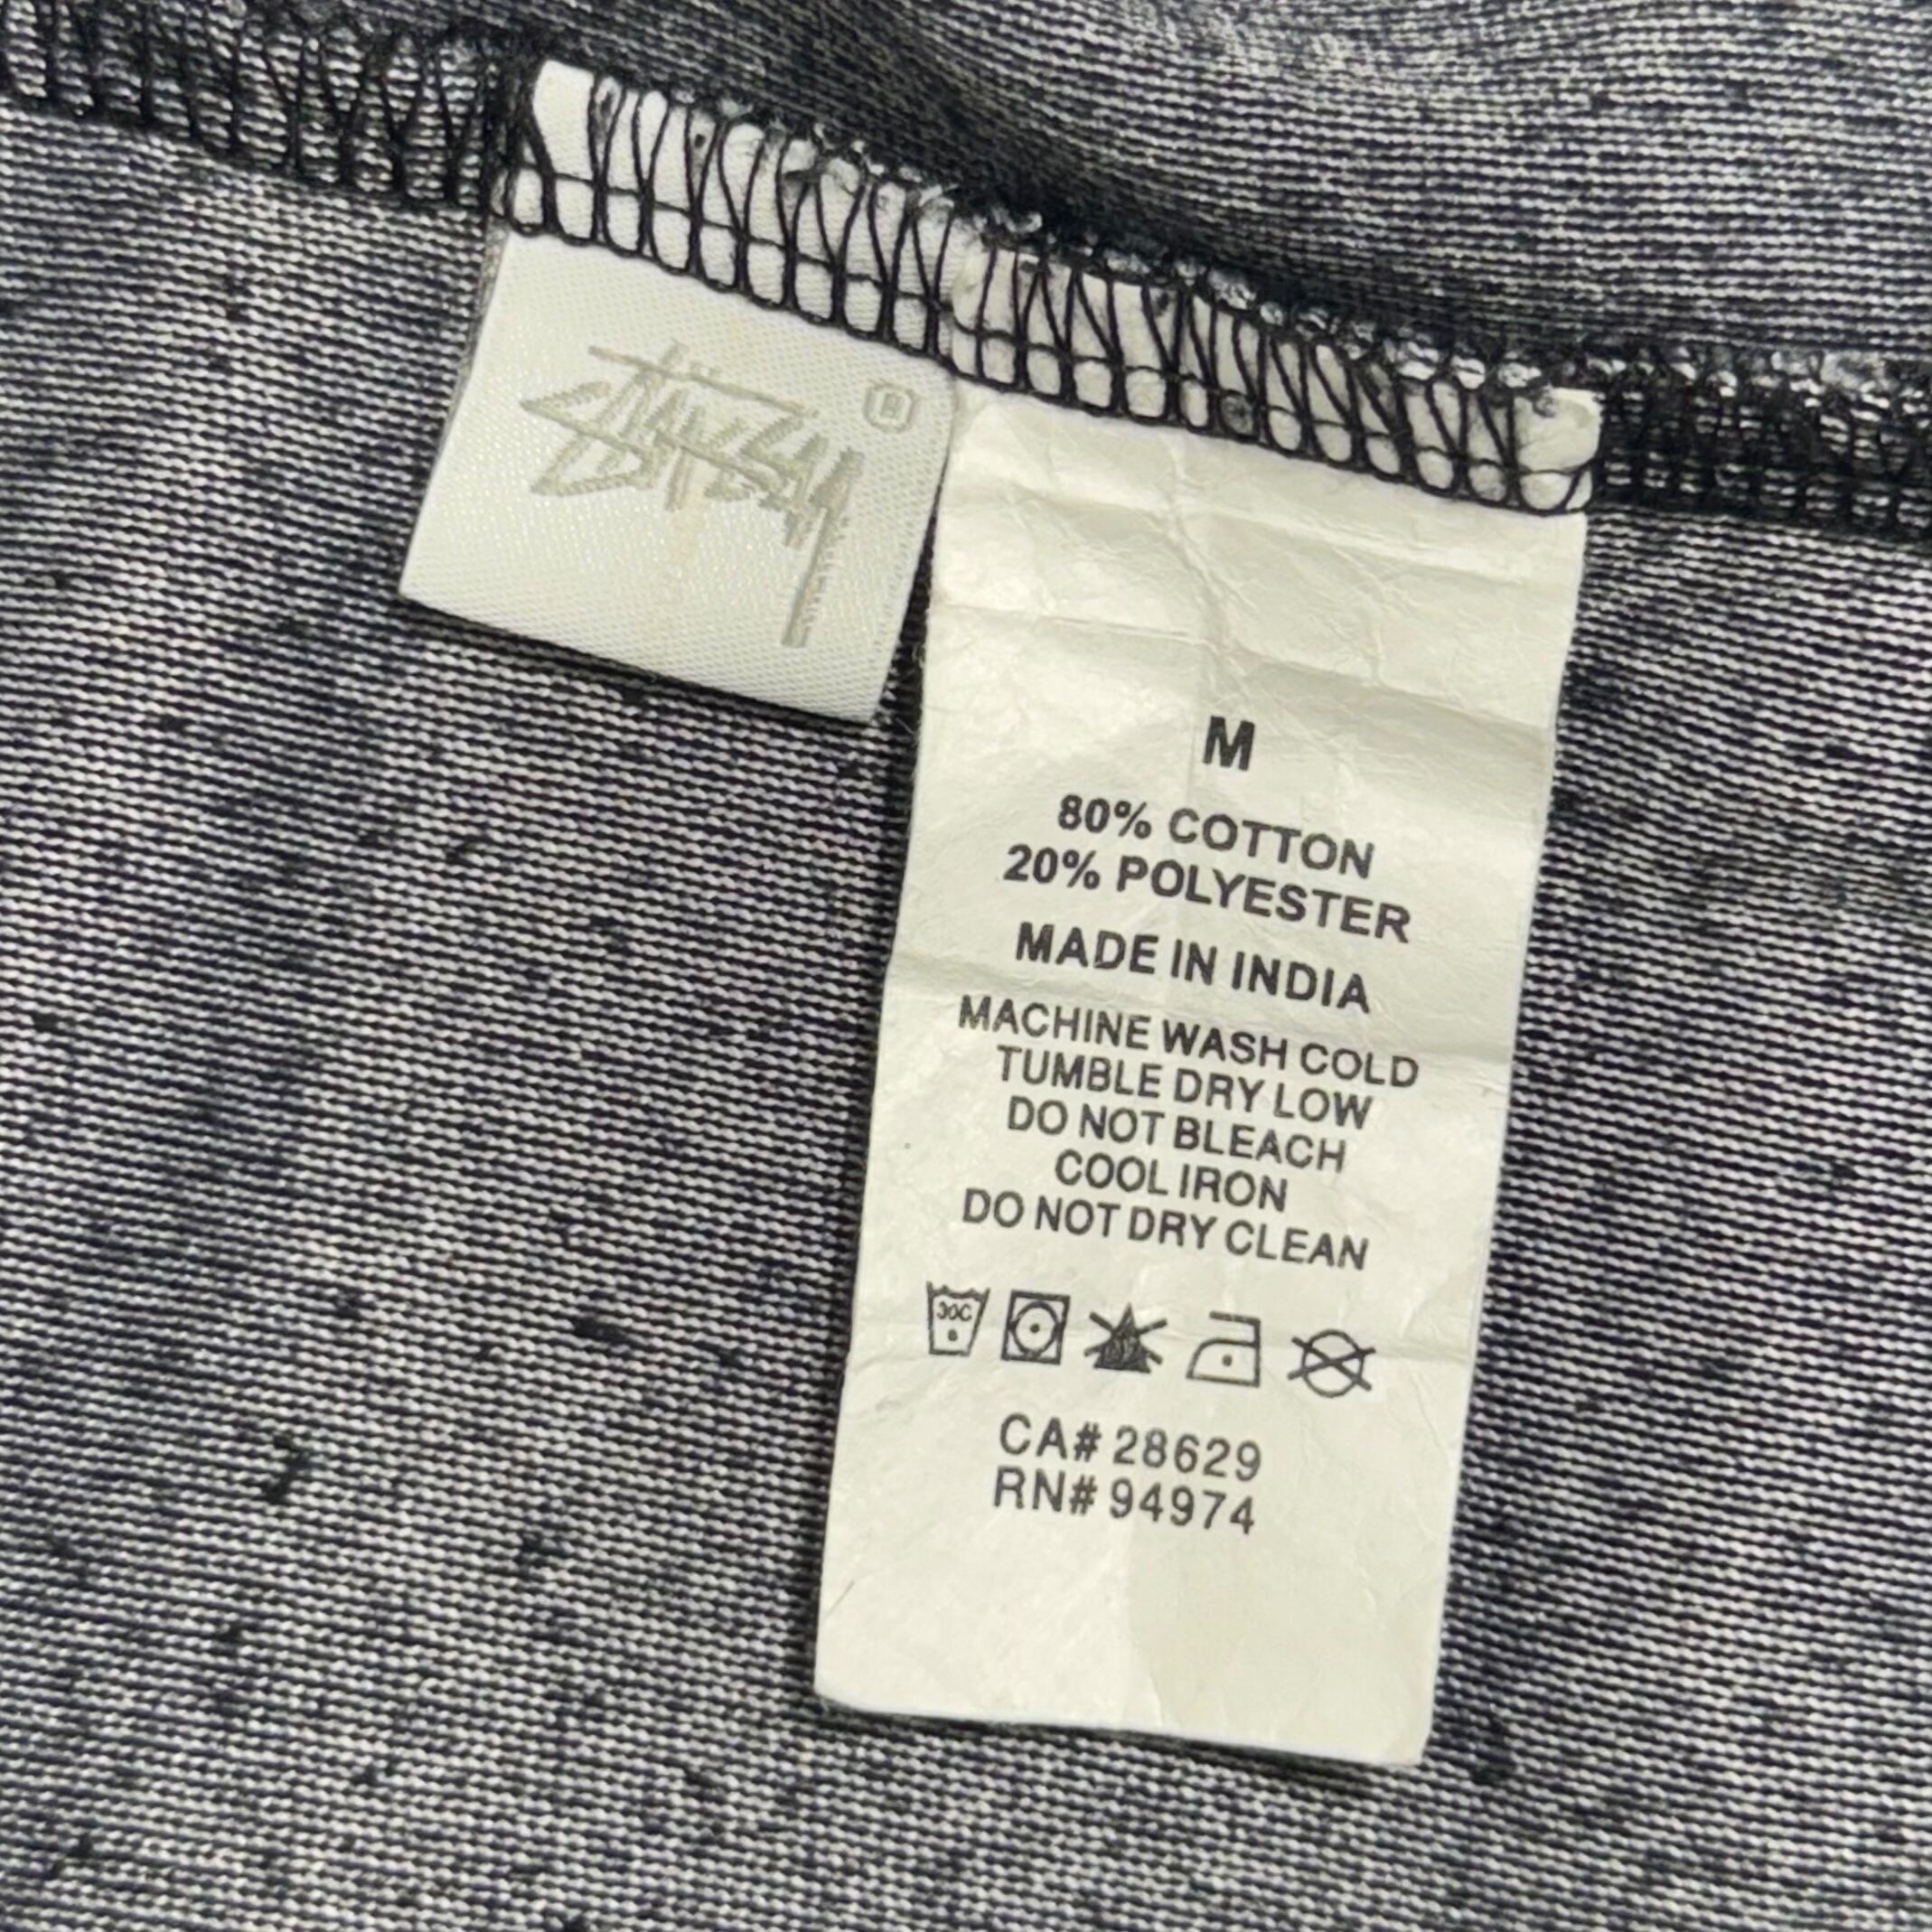 Stüssy
®
M
80% COTTON
20% POLYESTER
MADE IN INDIA
MACHINE WASH COLD
TUMBLE DRY LOW
DO NOT BLEACH
COOL IRON
DO NOT DRY CLEAN
30C
CA# 28629
RN# 94974